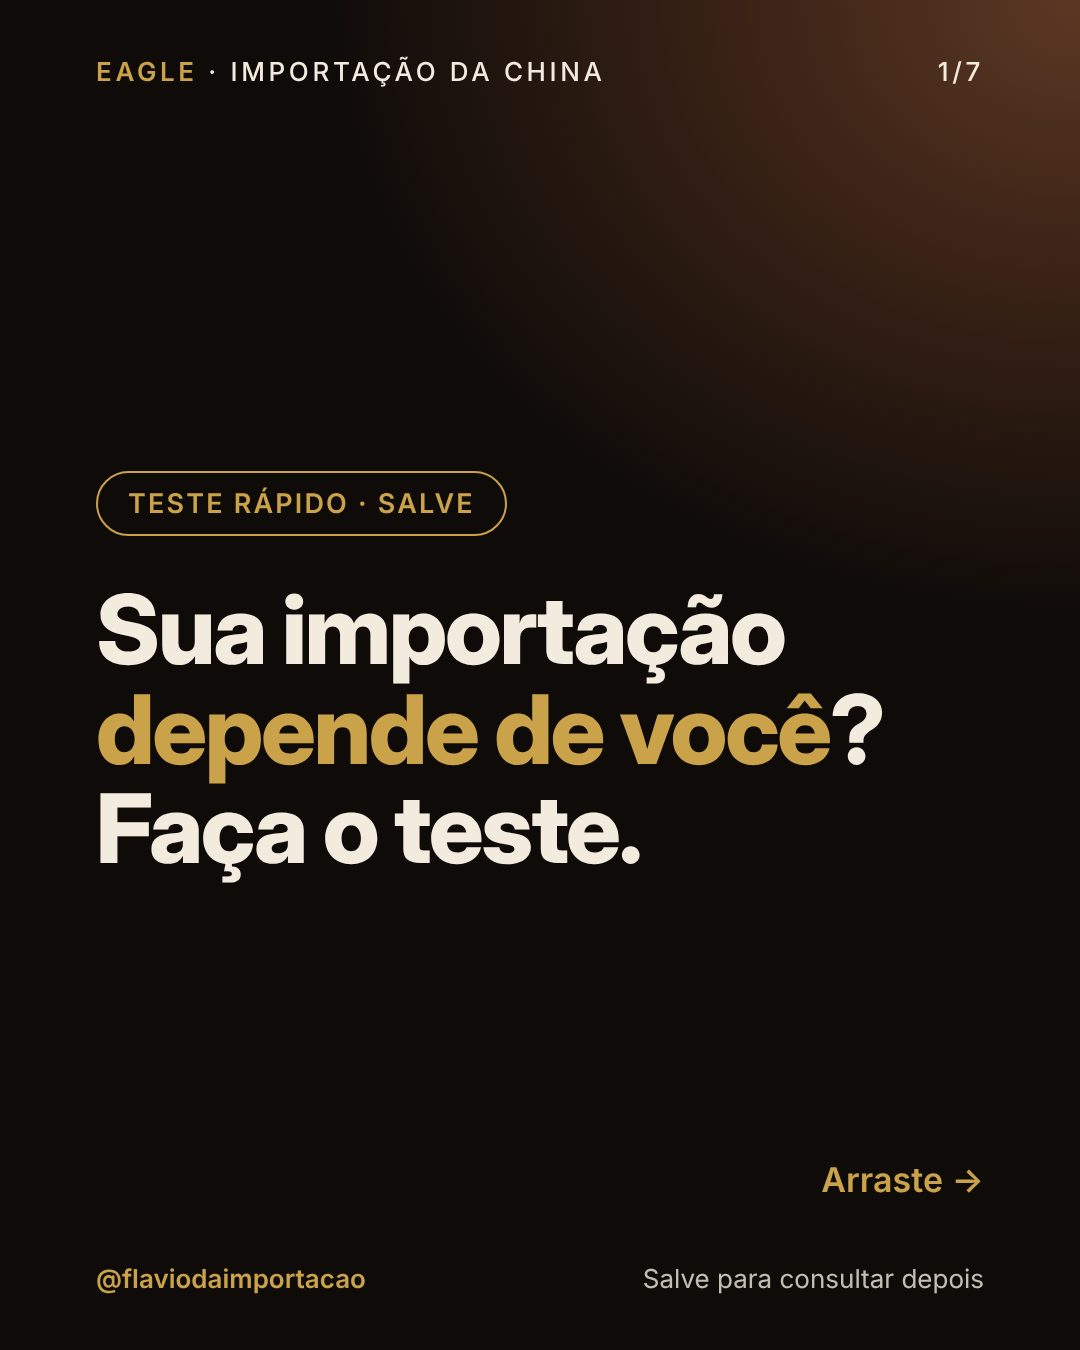 EAGLE · IMPORTAÇÃO DA CHINA
1/7
TESTE RÁPIDO · SALVE
Sua importação
depende de você?
Faça o teste.
Arraste →
@flaviodaimportacao
Salve para consultar depois